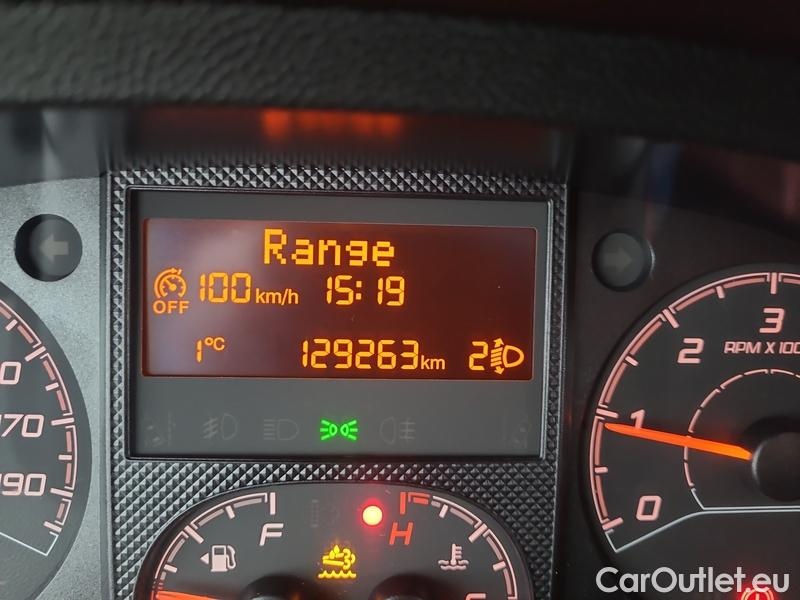 Range
OFF 100 km/h 15:19
1°C 129263 km 2
3
2 RPM X 100
1
170
0
190
F H
CarOutlet.eu